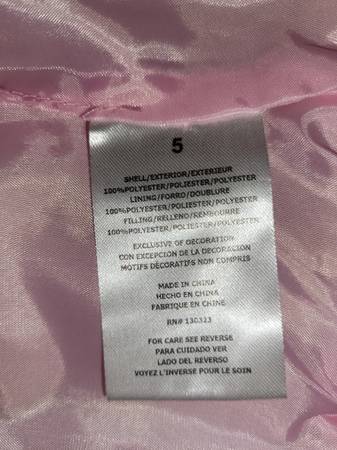 5
SHELL/EXTERIOR/EXTERIEUR
100%POLYESTER/POLIESTER/POLYESTER
LINING/FORRO/DOUBLURE
100%POLYESTER/POLIESTER/POLYESTER
FILLING/RELLENO/REMBOURRE
100%POLYESTER/POLIESTER/POLYESTER
EXCLUSIVE OF DECORATION
CON EXCEPCION DE LA DECORACION
MOTIFS DÉCORATIFS NON COMPRIS
MADE IN CHINA
HECHO EN CHINA
FABRIQUE EN CHINE
RN# 130323
FOR CARE SEE REVERSE
PARA CUIDADO VER
LADO DEL REVERSO
VOYEZ L'INVERSE POUR LE SOIN